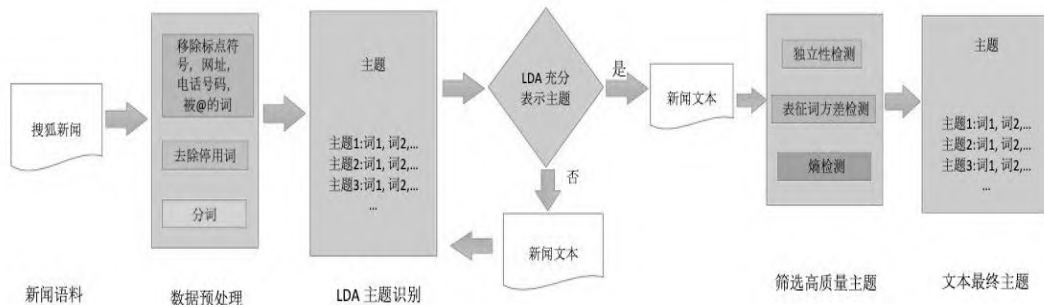 搜狐新闻
新闻语料
移除标点符
号，网址，
电话号码，
被@的词
去除停用词
分词
数据预处理
主题
主题1:词1, 词2,...
主题2:词1, 词2,...
主题3:词1, 词2,...
...
LDA 主题识别
LDA 充分
表示主题
是
否
新闻文本
新闻文本
独立性检测
表征词方差检测
熵检测
筛选高质量主题
主题
主题1:词1, 词2,...
主题2:词1, 词2,...
主题3:词1, 词2,...
...
文本最终主题